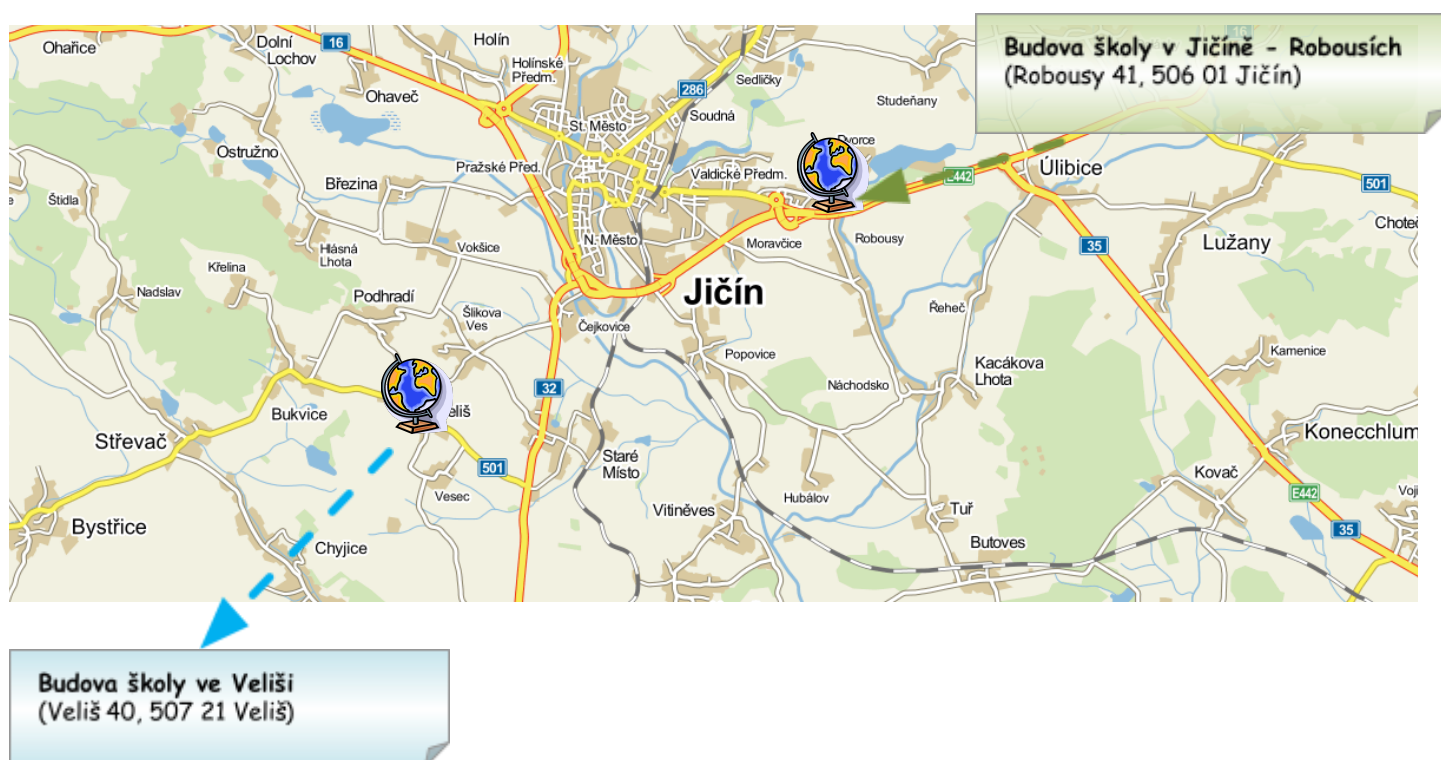 Budova školy v Jičíně - Robousích
(Robousy 41, 506 01 Jičín)
Ohařice
Dolní
Lochov
16
Holín
Holínské
Předm.
Ohaveč
286
Sedličky
Soudná
Studeňany
St. Město
Dvorce
Ostružno
Pražské Před.
Valdické Předm.
E442
Úlibice
501
Březina
Štidla
Choteč
N. Město
Moravčice
Robousy
35
Lužany
Hlásná
Lhota
Vokšice
Křelina
Nadslav
Podhradí
Jičín
Šlikova
Ves
Čejkovice
Řeheč
Popovice
Kamenice
Kacákova
Lhota
Náchodsko
32
Bukvice
Veliš
Střevač
Konecchlum
Staré
Místo
501
Vesec
Kovač
Hubálov
E442
Voji
Vitiněves
Tuř
Bystřice
35
Chyjice
Butoves
Budova školy ve Veliši
(Veliš 40, 507 21 Veliš)